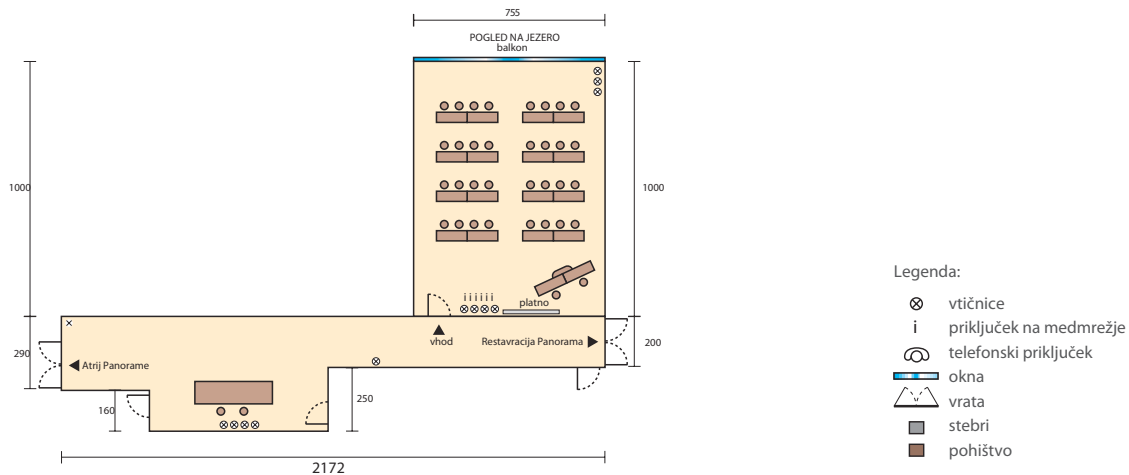 755
POGLED NA JEZERO
balkon
1000
1000
i i i i i i
platno
vhod
Restavracija Panorama
290
Atrij Panorame
200
160
250
2172
Legenda:
vtičnice
i priključek na medmrežje
telefonski priključek
okna
vrata
stebri
pohištvo